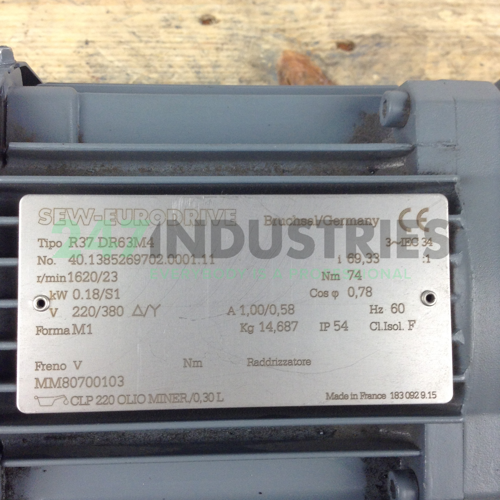 SEW-EURODRIVE Bruchsal/Germany CE
Tipo R37 DR63M4 3~IEC 34
No. 40.1385269702.0001.11 i 69,33 :1
r/min 1620/23 Nm 74
kW 0.18/S1 Cos φ 0,78
V 220/380 Δ/Y A 1,00/0,58 Hz 60
Forma M1 Kg 14,687 IP 54 Cl.Isol. F
Freno V Nm Raddrizzatore
MM80700103
CLP 220 OLIO MINER./0,30 L Made in France 183 092 9.15
247 INDUSTRIES